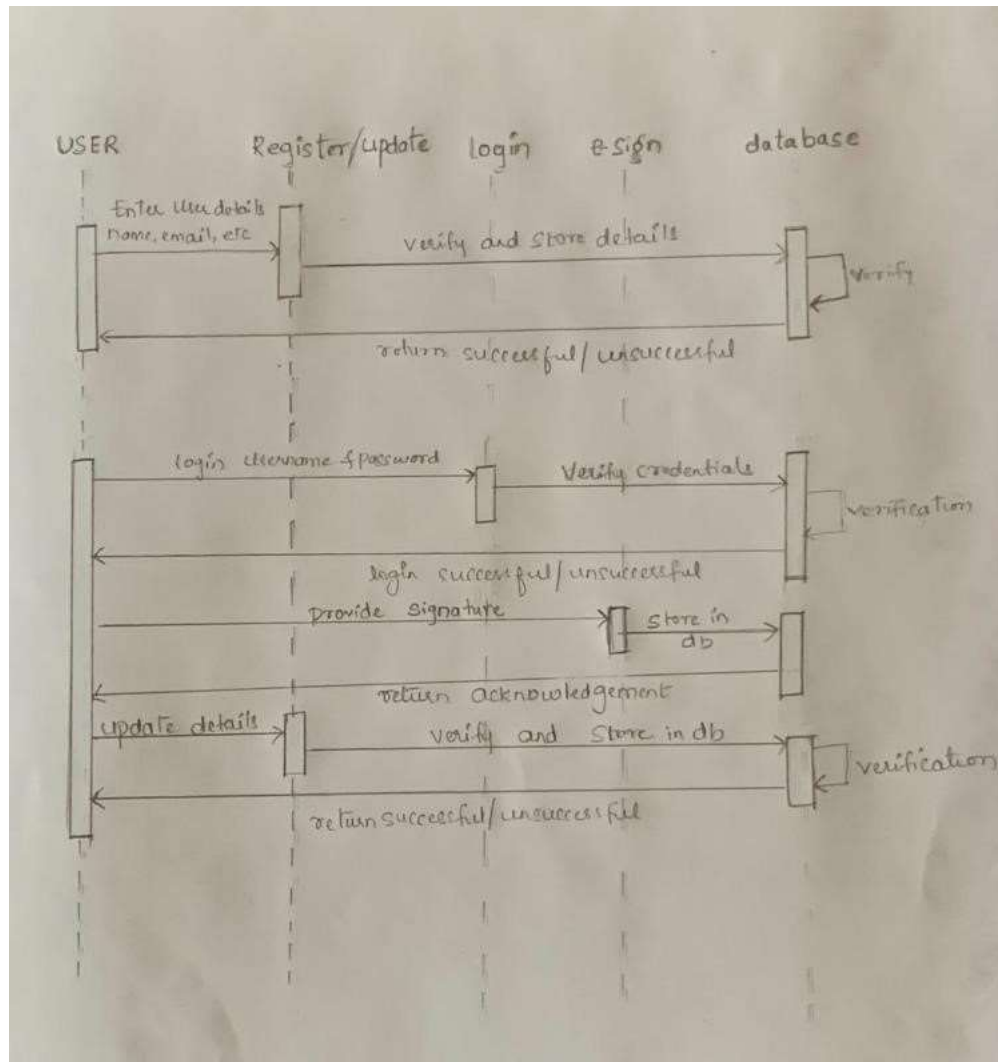 USER Register/update login e-sign database
Enter User details
name, email, etc
verify and store details
verify
return successful/unsuccessful
login username & password
Verify credentials
verification
login successful/unsuccessful
Provide signature
Store in
db
return acknowledgement
update details
verify and Store in db
verification
return successful/unsuccessful